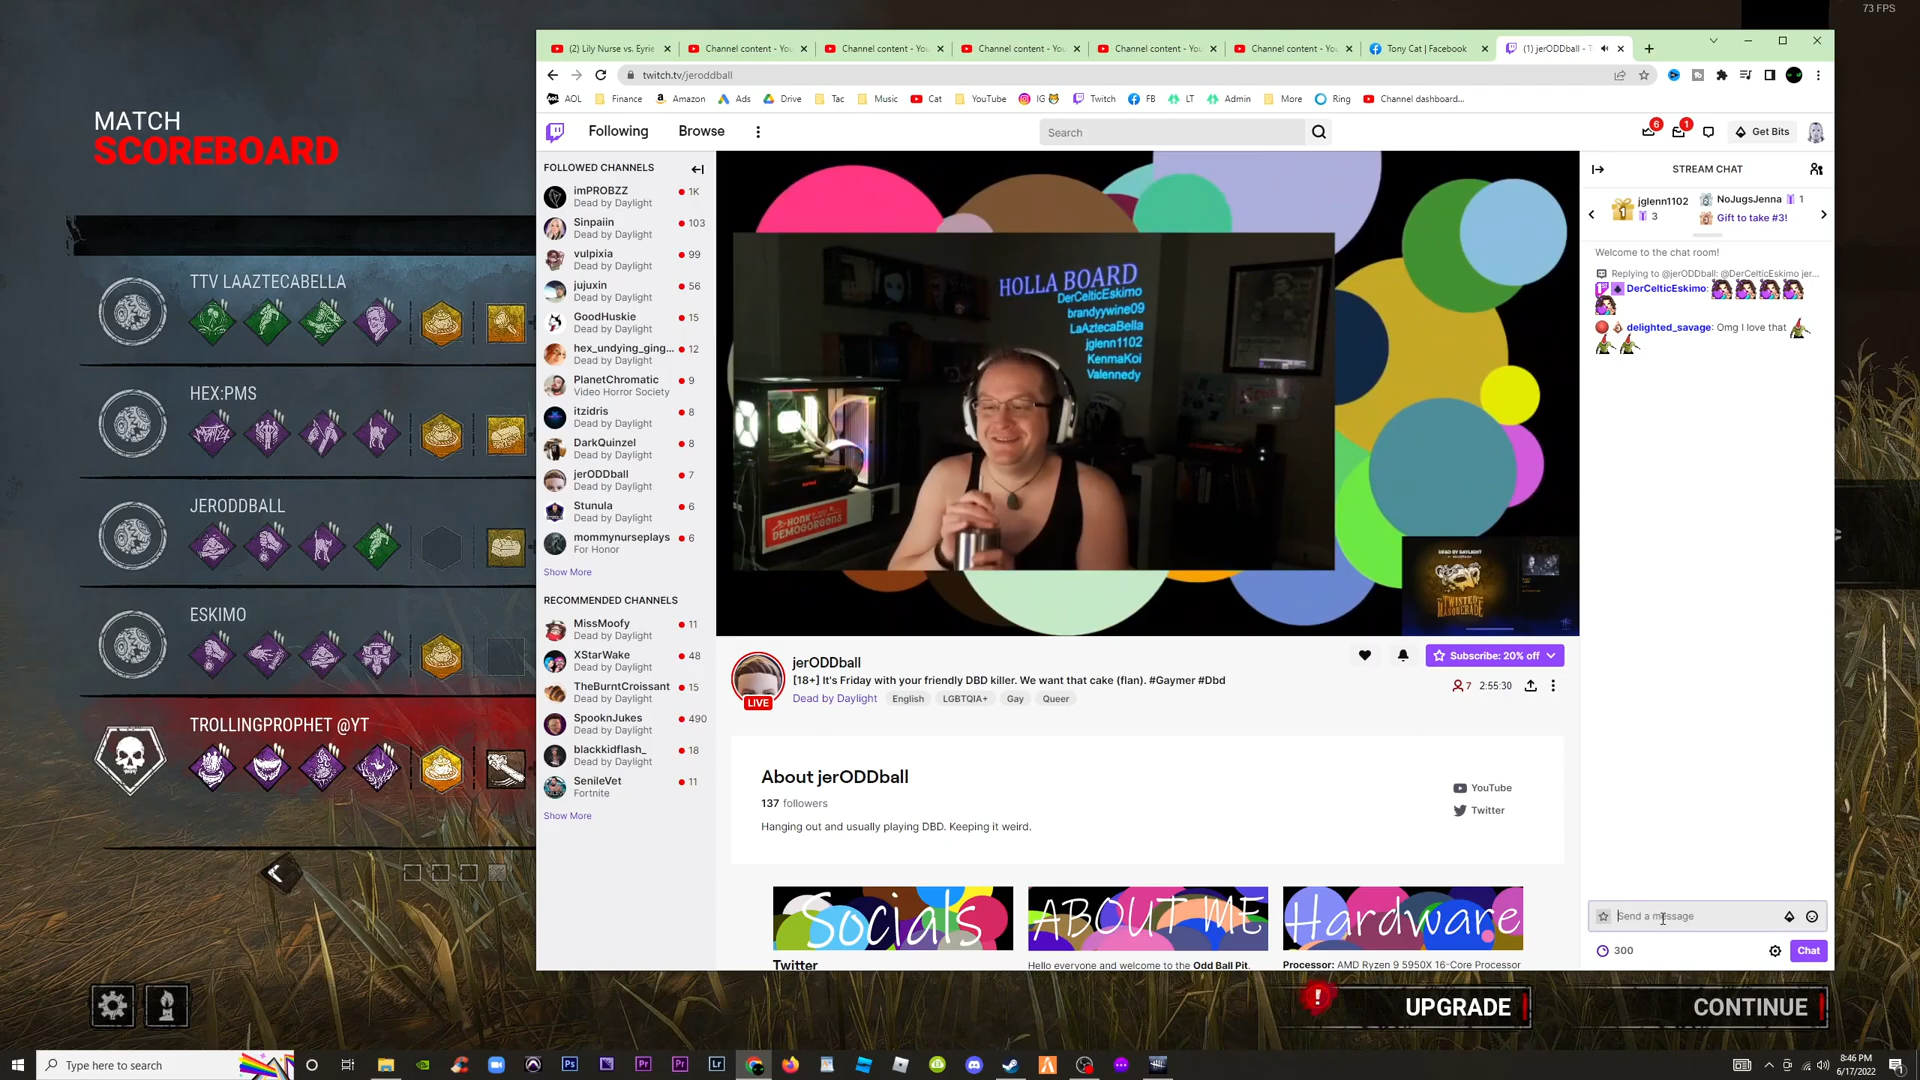 73 FPS
(2) Lily Nurse vs. Eyrie
Channel content - You
Channel content - You
Channel content - You
Channel content - You
Channel content - You
Tony Cat | Facebook
(1) jerODDball - T
twitch.tv/jeroddball
AOL
Finance
Amazon
Ads
Drive
Tac
Music
Cat
YouTube
IG
Twitch
FB
LT
Admin
More
Ring
Channel dashboard...
MATCH
SCOREBOARD
TTV LAAZTECABELLA
HEX:PMS
JERODDBALL
ESKIMO
TROLLINGPROPHET @YT
Following
Browse
Search
6
1
Get Bits
FOLLOWED CHANNELS
imPROBZZ 1K
Dead by Daylight
Sinpaiin 103
Dead by Daylight
vulpixia 99
Dead by Daylight
jujuxin 56
Dead by Daylight
GoodHuskie 15
Dead by Daylight
hex_undying_ging... 12
Dead by Daylight
PlanetChromatic 9
Video Horror Society
itzidris 8
Dead by Daylight
DarkQuinzel 8
Dead by Daylight
jerODDball 7
Dead by Daylight
Stunula 6
Dead by Daylight
mommynurseplays 6
For Honor
Show More
RECOMMENDED CHANNELS
MissMoofy 11
Dead by Daylight
XStarWake 48
Dead by Daylight
TheBurntCroissant 15
Dead by Daylight
SpooknJukes 490
Dead by Daylight
blackkidflash_ 18
Dead by Daylight
SenileVet 11
Fortnite
Show More
HOLLA BOARD
DerCelticEskimo
brandyywine09
LaAztecaBella
jglenn1102
KenmaKoi
Valennedy
HONK IF
DEMOGORGONS
DEAD BY DAYLIGHT
TWISTED
MASQUERADE
jerODDball
[18+] It's Friday with your friendly DBD killer. We want that cake (flan). #Gaymer #Dbd
Dead by Daylight
English
LGBTQIA+
Gay
Queer
LIVE
Subscribe: 20% off
7
2:55:30
About jerODDball
137 followers
Hanging out and usually playing DBD. Keeping it weird.
YouTube
Twitter
Socials
ABOUT ME
Hardware
Twitter
Hello everyone and welcome to the Odd Ball Pit.
Processor: AMD Ryzen 9 5950X 16-Core Processor
STREAM CHAT
jglenn1102
3
NoJugsJenna 1
Gift to take #3!
Welcome to the chat room!
Replying to @jerODDball: @DerCelticEskimo jer...
DerCelticEskimo:
delighted_savage: Omg I love that
Send a message
300
Chat
UPGRADE
CONTINUE
Type here to search
8:46 PM
6/17/2022